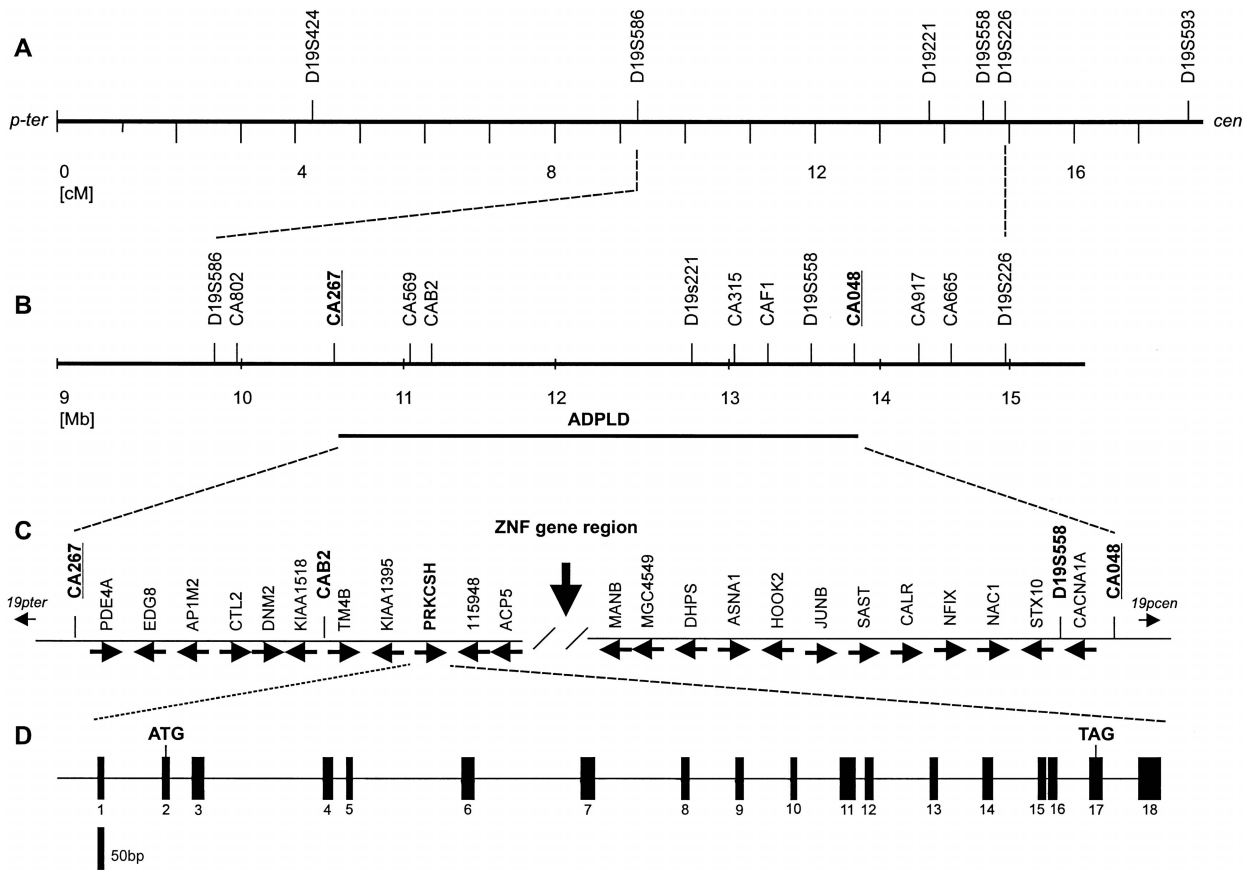 A
D19S424
D19S586
D19221
D19S558
D19S226
D19S593
p-ter
cen
0 4 8 12 16
[cM]
B
D19S586
CA802
CA267
CA569
CAB2
D19s221
CA315
CAF1
D19S558
CA048
CA917
CA665
D19S226
9 10 11 12 13 14 15
[Mb]
ADPLD
C
ZNF gene region
19pter
CA267
PDE4A
EDG8
AP1M2
CTL2
DNM2
KIAA1518
CAB2
TM4B
KIAA1395
PRKCSH
115948
ACP5
MANB
MGC4549
DHPS
ASNA1
HOOK2
JUNB
SAST
CALR
NFIX
NAC1
STX10
D19S558
CACNA1A
CA048
19pcen
D
ATG
TAG
1 2 3 4 5 6 7 8 9 10 11 12 13 14 15 16 17 18
50bp